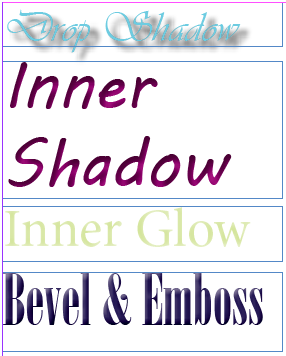 Drop Shadow
Inner
Shadow
Inner Glow
Bevel & Emboss